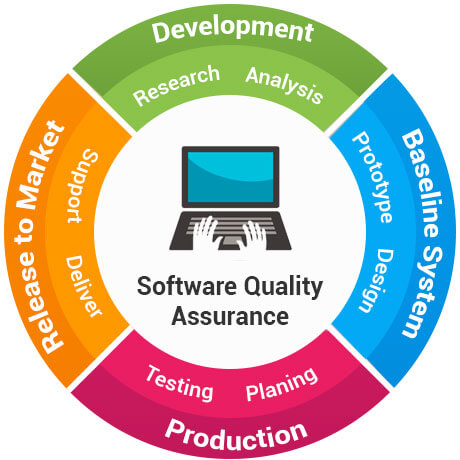 Development
Research
Analysis
Baseline System
Prototype
Design
Production
Planing
Testing
Release to Market
Deliver
Support
Software Quality
Assurance